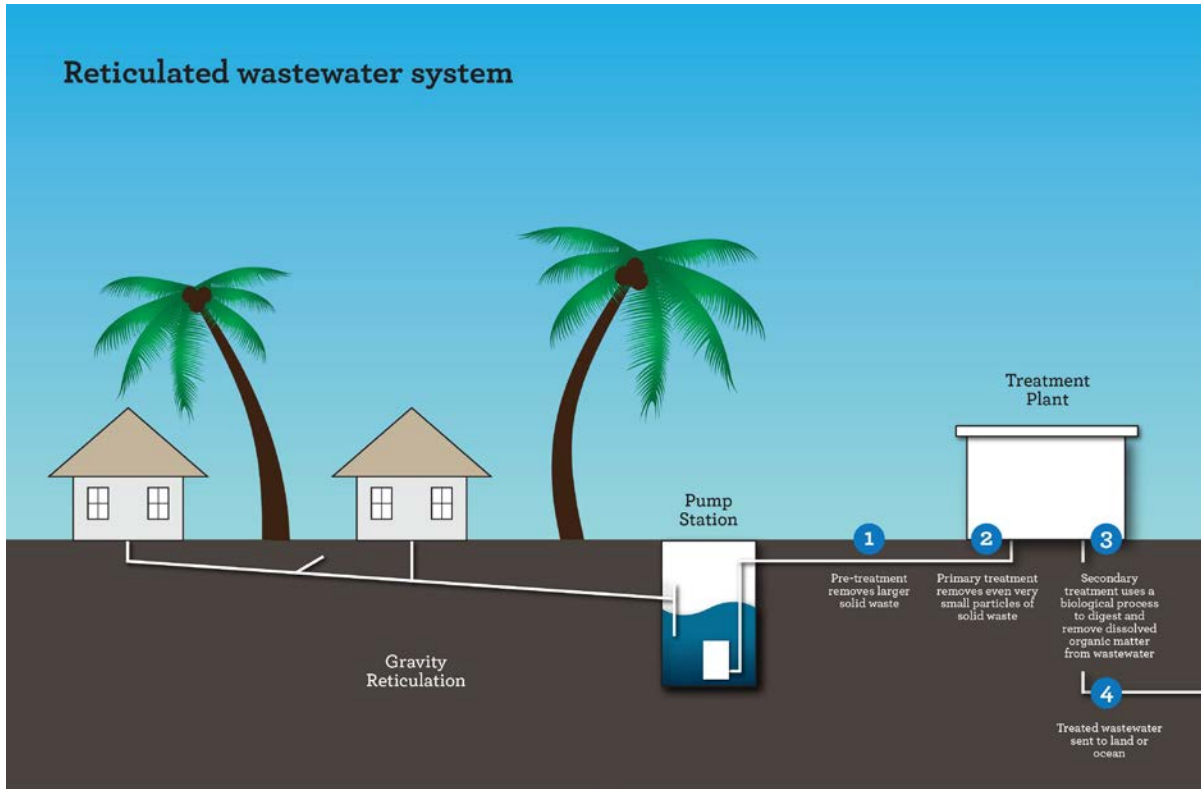 Reticulated wastewater system
Treatment
Plant
Pump
Station
1
2
3
Pre-treatment
removes larger
solid waste
Primary treatment
removes even very
small particles of
solid waste
Secondary
treatment uses a
biological process
to digest and
remove dissolved
organic matter
from wastewater
Gravity
Reticulation
4
Treated wastewater
sent to land or
ocean